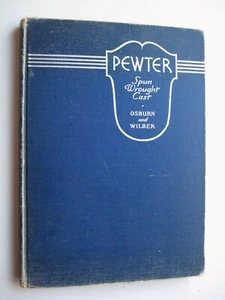 PEWTER
Spun
Wrought
Cast
OSBURN
and
WILBER